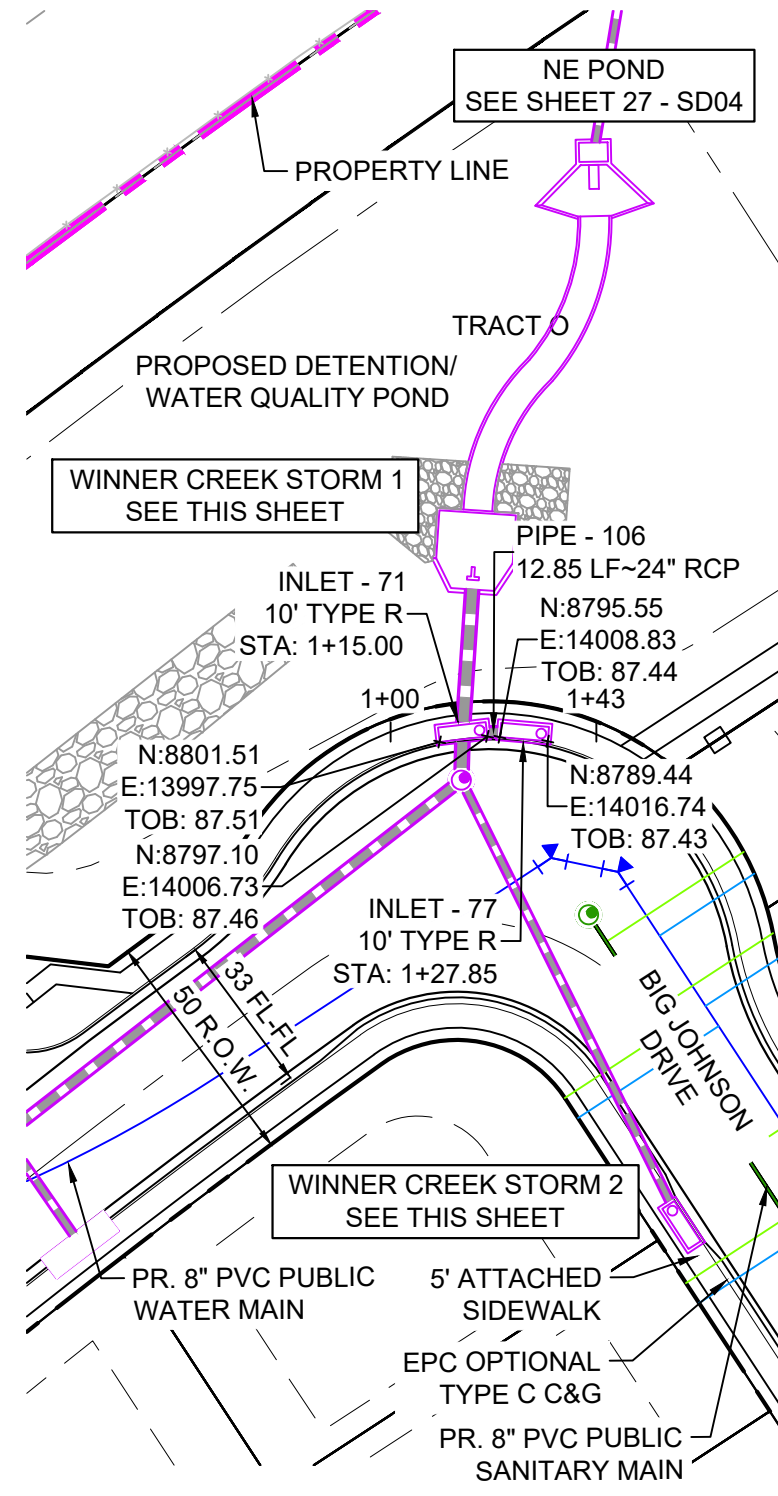 NE POND
SEE SHEET 27 - SD04
PROPERTY LINE
TRACT O
PROPOSED DETENTION/
WATER QUALITY POND
WINNER CREEK STORM 1
SEE THIS SHEET
PIPE - 106
12.85 LF~24" RCP
INLET - 71
10' TYPE R
STA: 1+15.00
N:8795.55
E:14008.83
TOB: 87.44
1+00
1+43
N:8801.51
E:13997.75
TOB: 87.51
N:8789.44
E:14016.74
TOB: 87.43
N:8797.10
E:14006.73
TOB: 87.46
INLET - 77
10' TYPE R
STA: 1+27.85
33 FL-FL
50 R.O.W.
BIG JOHNSON
DRIVE
WINNER CREEK STORM 2
SEE THIS SHEET
PR. 8" PVC PUBLIC
WATER MAIN
5' ATTACHED
SIDEWALK
EPC OPTIONAL
TYPE C C&G
PR. 8" PVC PUBLIC
SANITARY MAIN